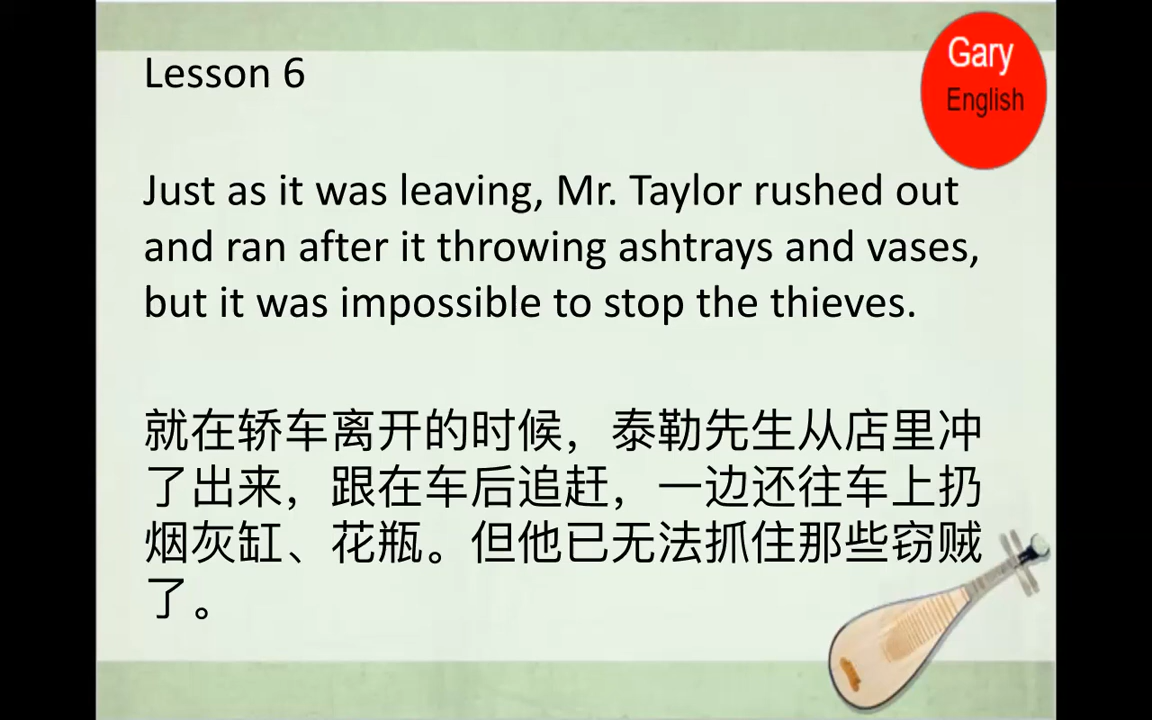 Lesson 6
Gary
English
Just as it was leaving, Mr. Taylor rushed out
and ran after it throwing ashtrays and vases,
but it was impossible to stop the thieves.
就在轿车离开的时候，泰勒先生从店里冲
了出来，跟在车后追赶，一边还往车上扔
烟灰缸、花瓶。但他已无法抓住那些窃贼
了。